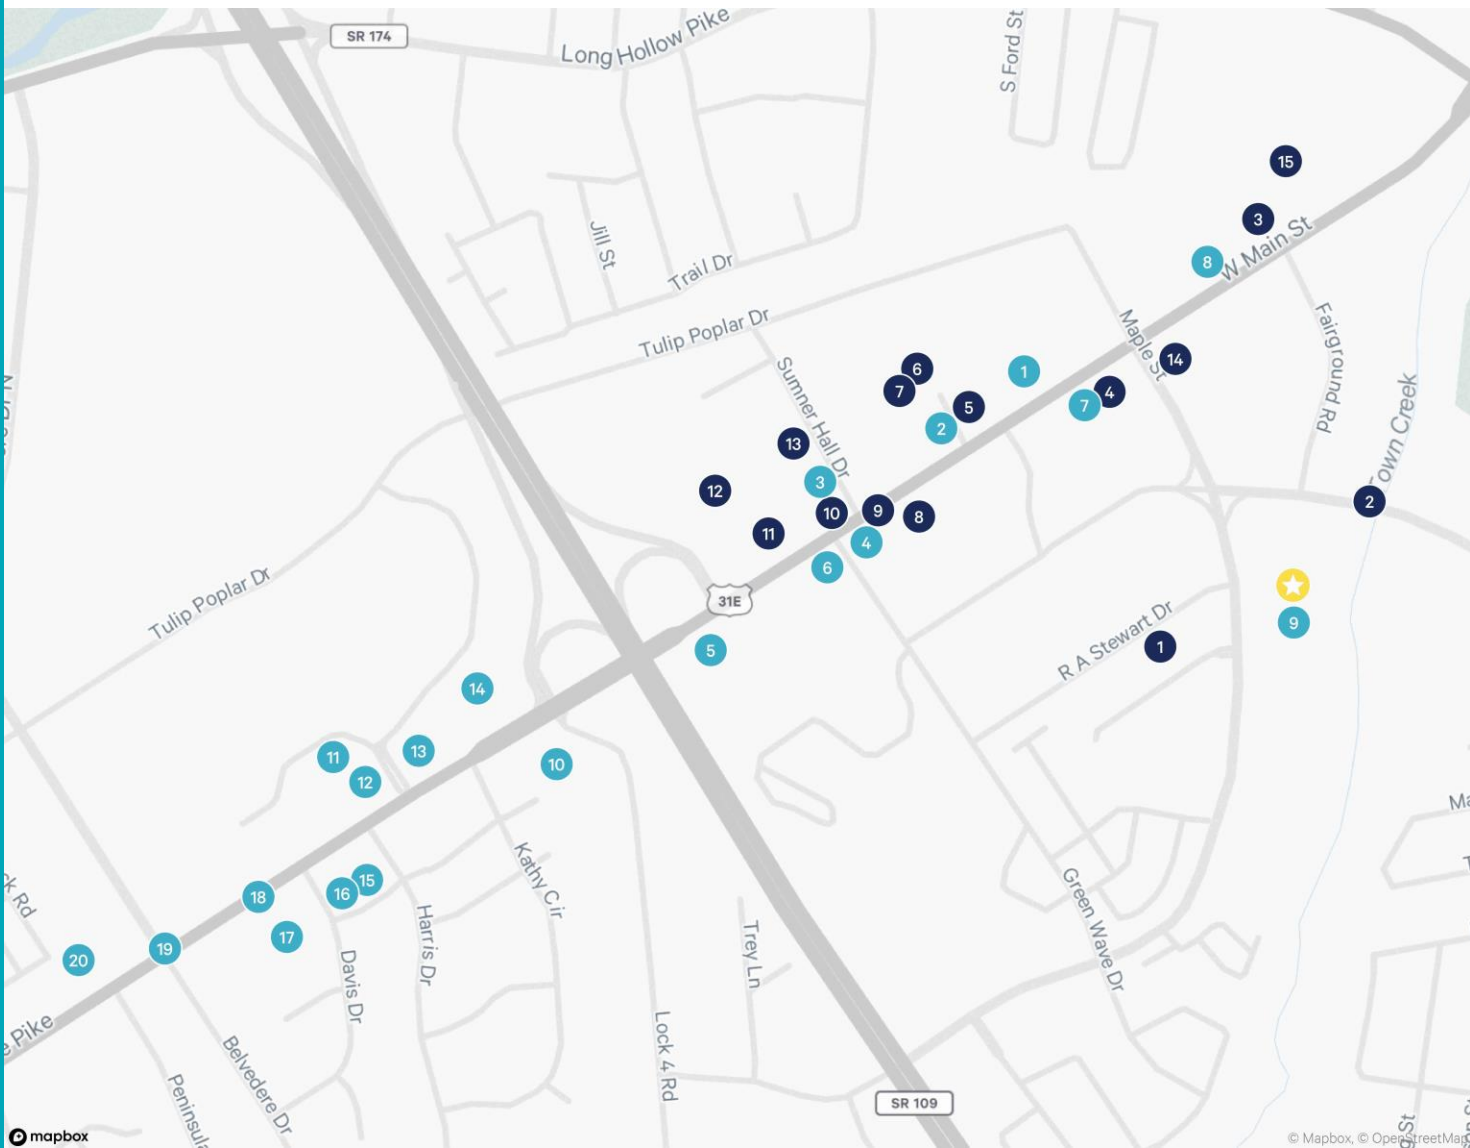 SR 174
Long Hollow Pike
S Ford St
15
3
W Main St
8
Jill St
Trail Dr
Tulip Poplar Dr
Sumner Hall Dr
Maple St
Fairground Rd
14
6
1
7
4
5
7
2
13
3
12
10
9
8
2
Town Creek
11
4
6
Tulip Poplar Dr
31E
9
R A Stewart Dr
1
5
14
11
13
12
10
Kathy Cir
Green Wave Dr
15
16
18
17
Harris Dr
Trey Ln
19
20
Davis Dr
Pike
Lock 4 Rd
Belvedere Dr
SR 109
mapbox
© Mapbox, © OpenStreetMap